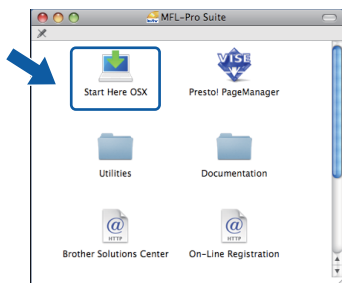 MFL-Pro Suite
Start Here OSX
VISE
Presto! PageManager
Utilities
Documentation
@
HTTP
@
HTTP
Brother Solutions Center
On-Line Registration